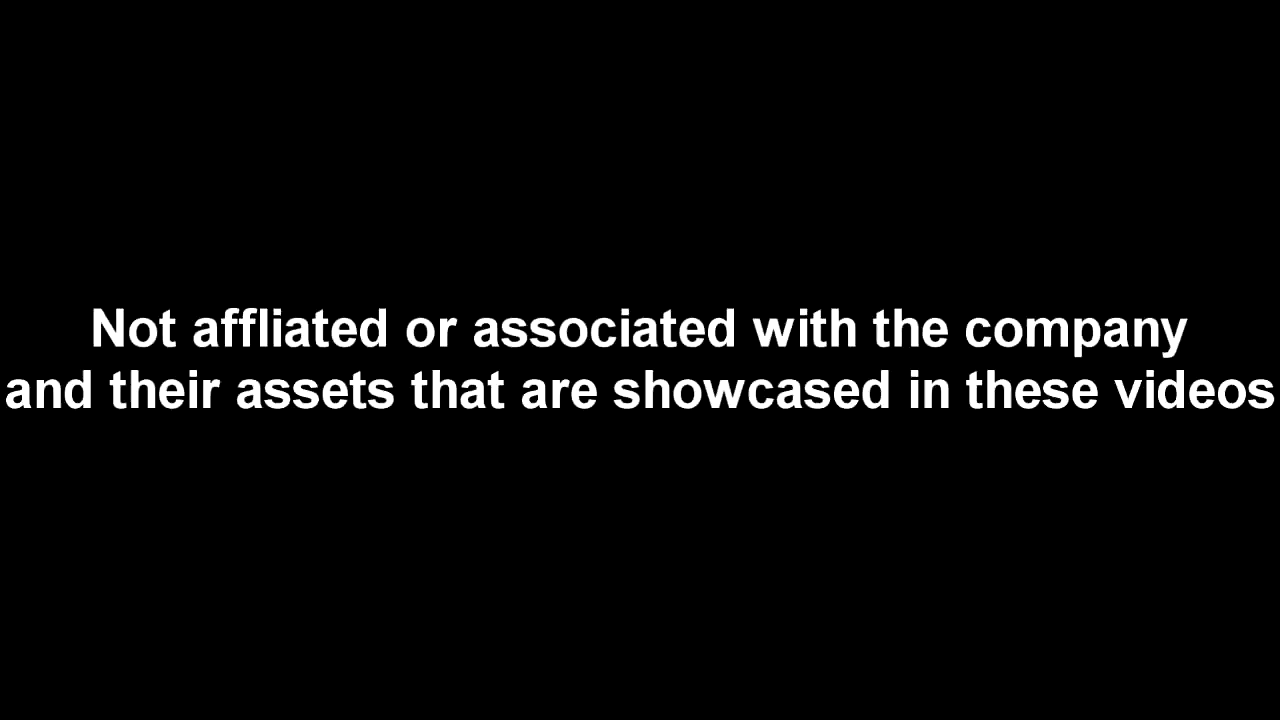 Not affliated or associated with the company
and their assets that are showcased in these videos